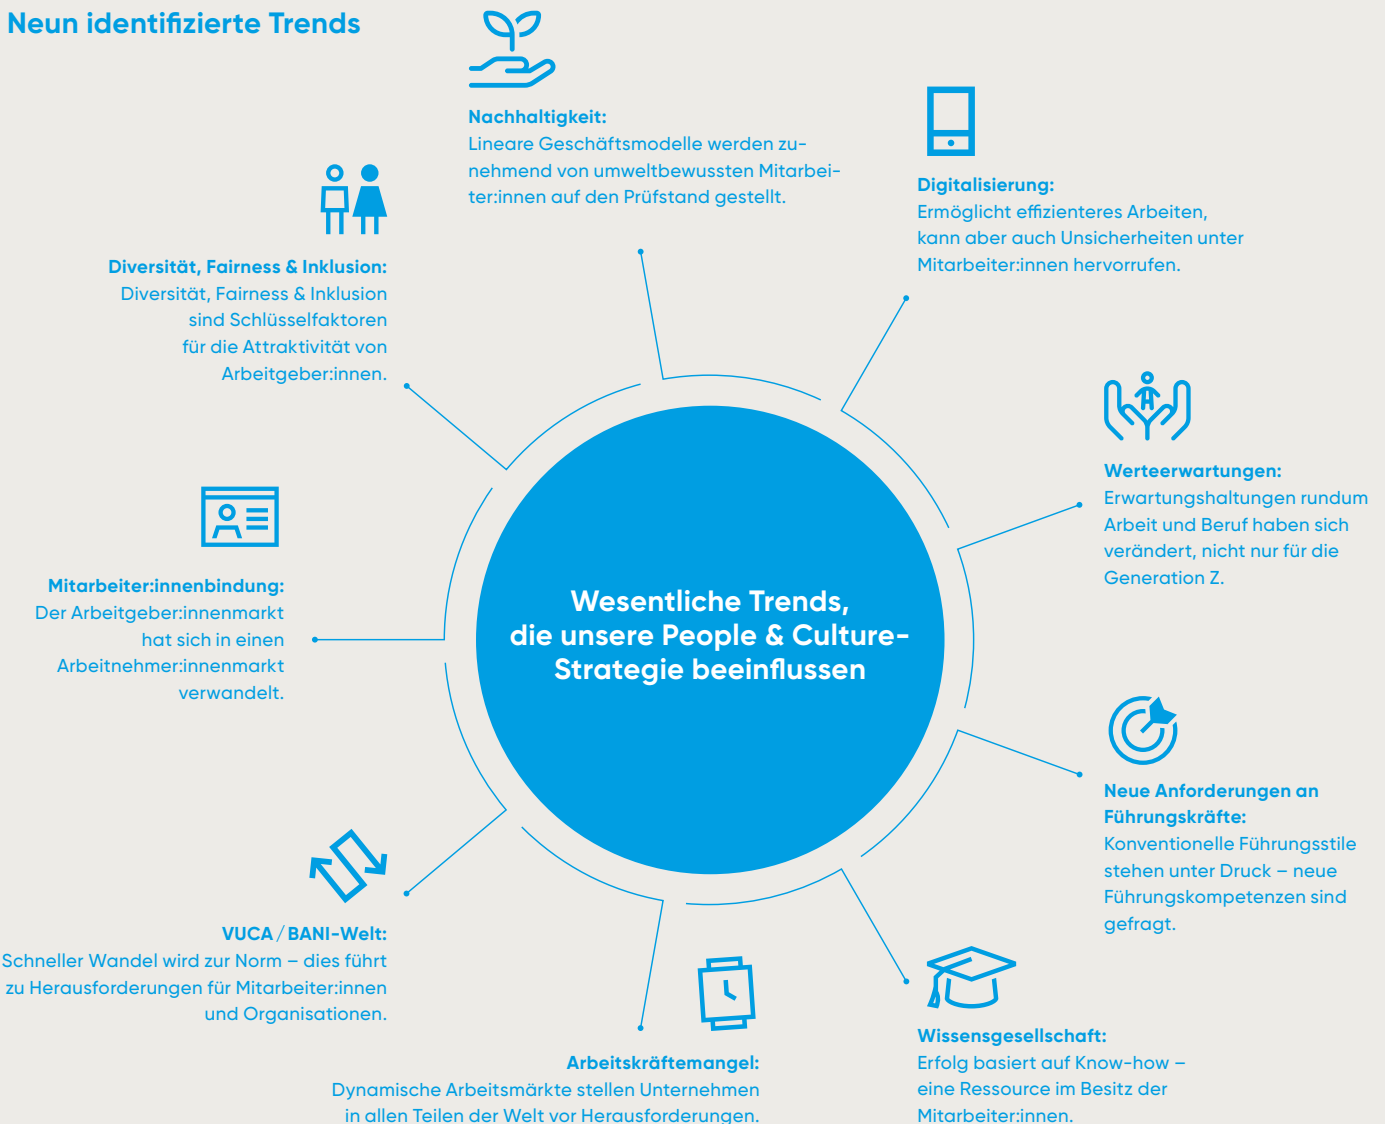 Neun identifizierte Trends
Nachhaltigkeit:
Lineare Geschäftsmodelle werden zu-
nehmend von umweltbewussten Mitarbei-
ter:innen auf den Prüfstand gestellt.
Digitalisierung:
Ermöglicht effizienteres Arbeiten,
kann aber auch Unsicherheiten unter
Mitarbeiter:innen hervorrufen.
Werteerwartungen:
Erwartungshaltungen rundum
Arbeit und Beruf haben sich
verändert, nicht nur für die
Generation Z.
Neue Anforderungen an
Führungskräfte:
Konventionelle Führungsstile
stehen unter Druck – neue
Führungskompetenzen sind
gefragt.
Wissensgesellschaft:
Erfolg basiert auf Know-how –
eine Ressource im Besitz der
Mitarbeiter:innen.
Arbeitskräftemangel:
Dynamische Arbeitsmärkte stellen Unternehmen
in allen Teilen der Welt vor Herausforderungen.
VUCA / BANI-Welt:
Schneller Wandel wird zur Norm – dies führt
zu Herausforderungen für Mitarbeiter:innen
und Organisationen.
Mitarbeiter:innenbindung:
Der Arbeitgeber:innenmarkt
hat sich in einen
Arbeitnehmer:innenmarkt
verwandelt.
Diversität, Fairness & Inklusion:
Diversität, Fairness & Inklusion
sind Schlüsselfaktoren
für die Attraktivität von
Arbeitgeber:innen.
Wesentliche Trends,
die unsere People & Culture-
Strategie beeinflussen